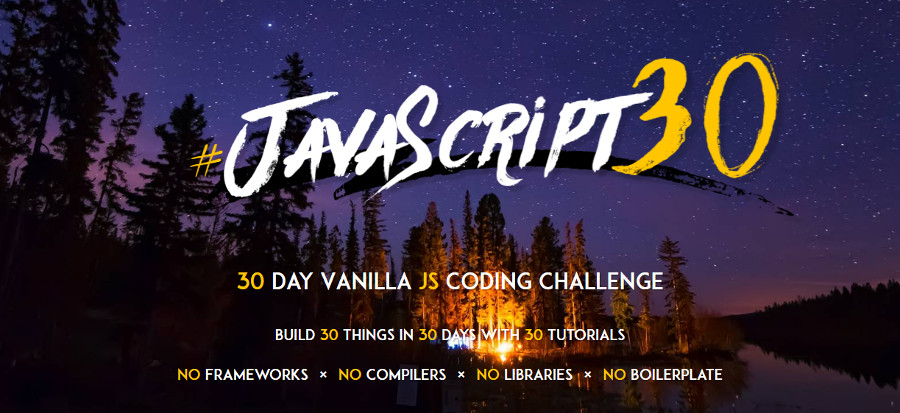 #JAVASCRIPT30
30 DAY VANILLA JS CODING CHALLENGE
BUILD 30 THINGS IN 30 DAYS WITH 30 TUTORIALS
NO FRAMEWORKS × NO COMPILERS × NO LIBRARIES × NO BOILERPLATE